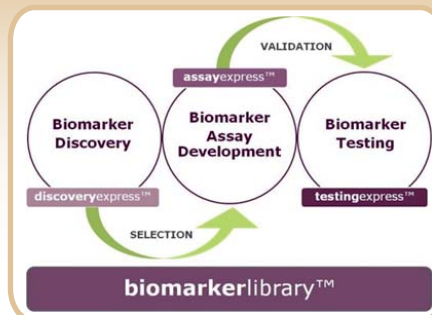 VALIDATION
assayexpress™
Biomarker
Discovery
Biomarker
Assay
Development
Biomarker
Testing
discoveryexpress™
testingexpress™
SELECTION
biomarkerlibrary™